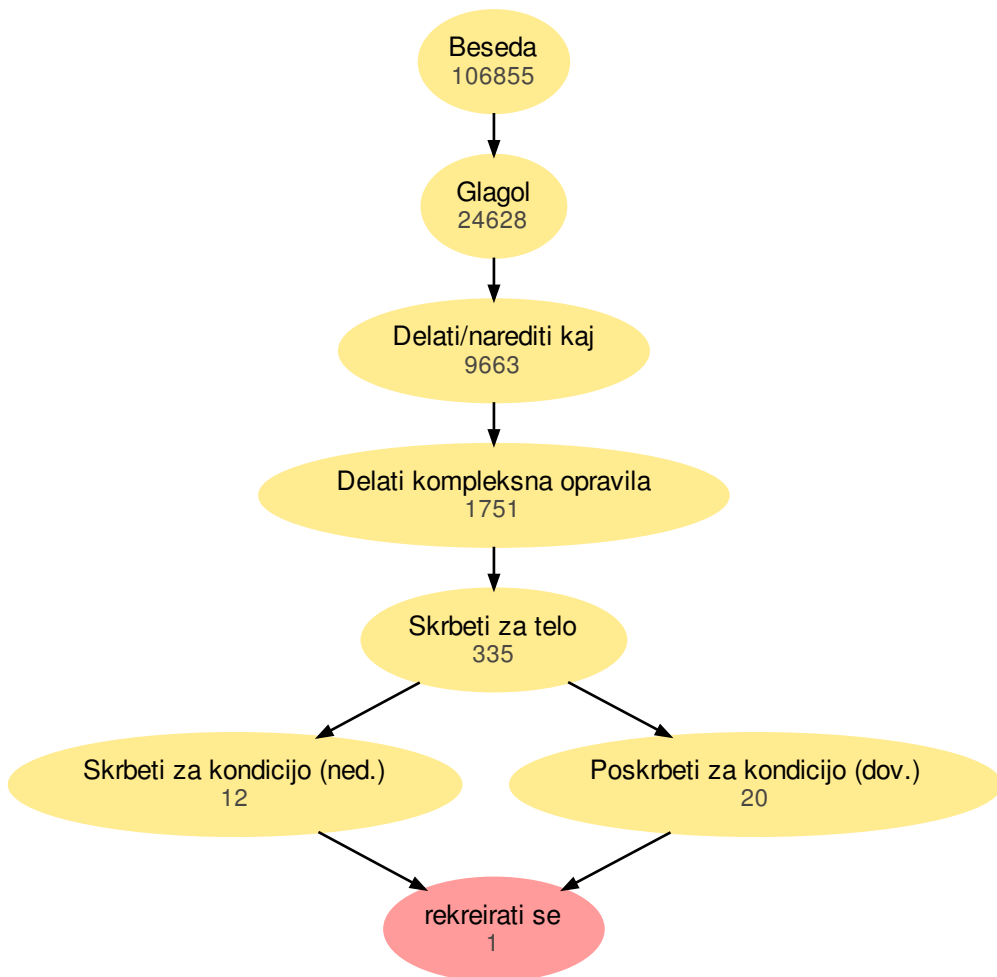 Beseda
106855
Glagol
24628
Delati/narediti kaj
9663
Delati kompleksna opravila
1751
Skrbeti za telo
335
Skrbeti za kondicijo (ned.)
12
Poskrbeti za kondicijo (dov.)
20
rekreirati se
1